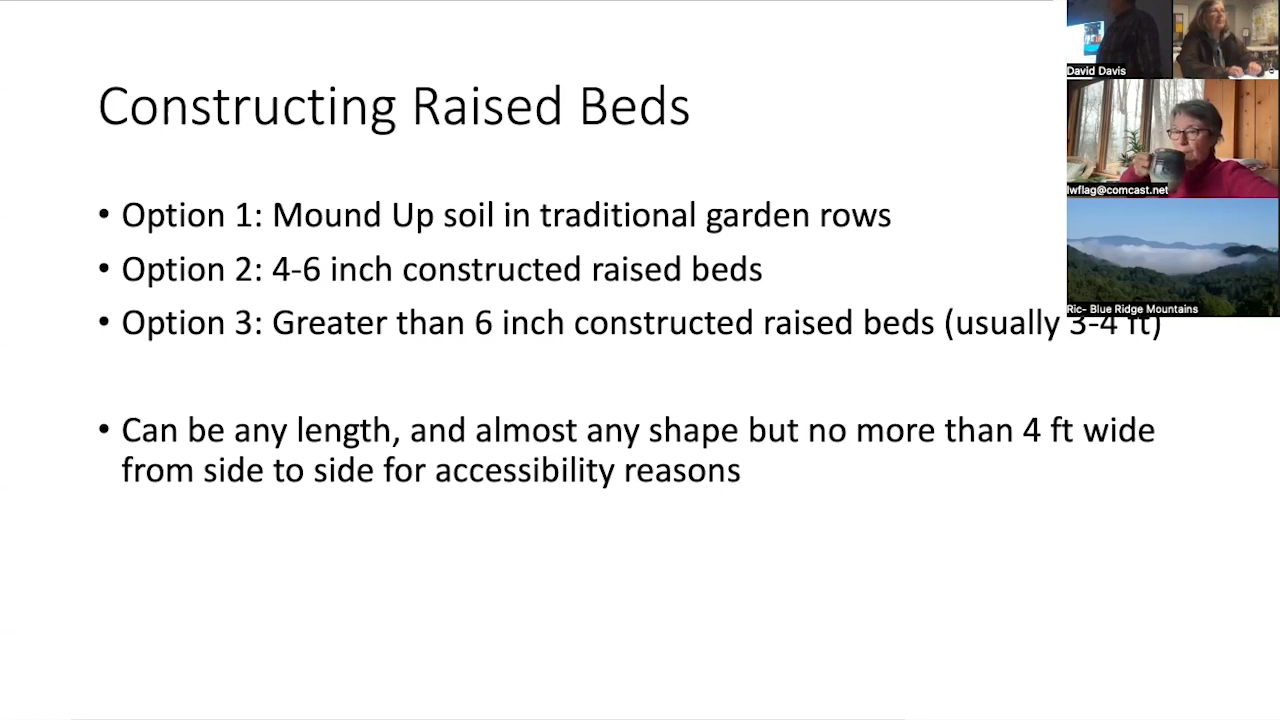 Constructing Raised Beds
• Option 1: Mound Up soil in traditional garden rows
• Option 2: 4-6 inch constructed raised beds
• Option 3: Greater than 6 inch constructed raised beds (usually 3-4 ft)
• Can be any length, and almost any shape but no more than 4 ft wide
from side to side for accessibility reasons
David Davis
lwflag@comcast.net
Ric- Blue Ridge Mountains